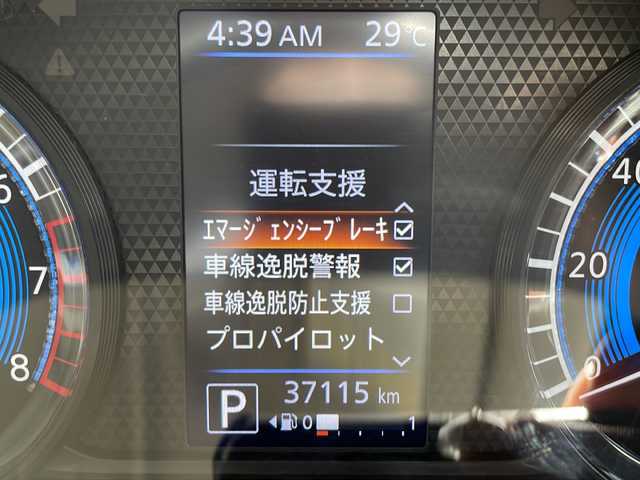 4:39 AM 29°C
運転支援
ｴﾏｰｼﾞｪﾝｼｰﾌﾞﾚｰｷ
車線逸脱警報
車線逸脱防止支援
プロパイロット
P 37115 km
0 1
6
7
8
40
20
0